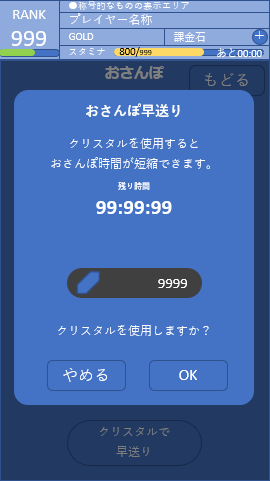 ●称号的なものの表示エリア
RANK
プレイヤー名称
999
GOLD
課金石
+
スタミナ
800/999
あと00:00
おさんぽ
もどる
おさんぽ早送り
クリスタルを使用すると
おさんぽ時間が短縮できます。
残り時間
99:99:99
9999
クリスタルを使用しますか？
やめる
OK
クリスタルで
早送り